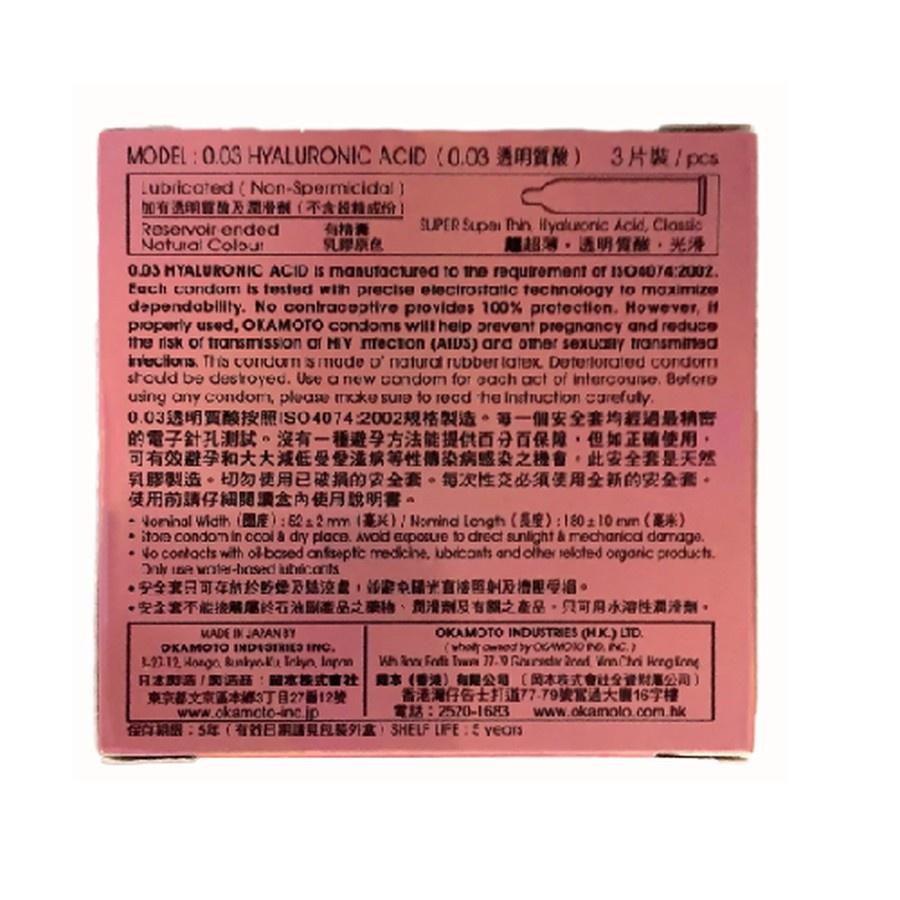 MODEL : 0.03 HYALURONIC ACID ( 0.03 透明質酸 ) 3 片裝 / pcs
Lubricated ( Non-Spermicidal )
加有透明質酸及潤滑劑 ( 不含殺精成份 )
Reservoir ended 有精囊
Natural Colour 乳膠原色
SUPER Super Thin, Hyaluronic Acid, Classic
超超薄・透明質酸・光滑
0.03 HYALURONIC ACID is manufactured to the requirement of ISO4074:2002.
Each condom is tested with precise electrostatic technology to maximize
dependability. No contraceptive provides 100% protection. However, if
properly used, OKAMOTO condoms will help prevent pregnancy and reduce
the risk of transmission of HIV infection (AIDS) and other sexually transmitted
infections. This condom is made of natural rubber latex. Deteriorated condom
should be destroyed. Use a new condom for each act of intercourse. Before
using any condom, please make sure to read the instruction carefully.
0.03透明質酸按照ISO4074:2002規格製造。每一個安全套均經過最精密
的電子針孔測試。沒有一種避孕方法能提供百分百保障，但如正確使用，
可有效避孕和大大減低受愛滋病等性傳染病感染之機會。此安全套是天然
乳膠製造。切勿使用已破損的安全套。每次性交必須使用全新的安全套。
使用前請仔細閱讀盒內使用說明書。
• Nominal Width (闊度) : 52 ± 2 mm (毫米) / Nominal Length (長度) : 180 ± 10 mm (毫米)
• Store condom in cool & dry place. Avoid exposure to direct sunlight & mechanical damage.
• No contacts with oil-based antiseptic medicine, lubricants and other related organic products.
Only use water-based lubricants.
• 安全套只可存放於乾燥及陰涼處，並避免陽光直接照射及擠壓受損。
• 安全套不能接觸屬於石油副產品之藥物、潤滑劑及有關之產品。只可用水溶性潤滑劑。
MADE IN JAPAN BY
OKAMOTO INDUSTRIES INC.
3-27-12, Hongo, Bunkyo-Ku, Tokyo, Japan
日本製造 / 製造商 : 岡本株式會社
東京都文京區本鄉3丁目27番12號
www.okamoto-inc.jp
OKAMOTO INDUSTRIES (H.K.) LTD.
( wholly owned by OKAMOTO IND. INC. )
16th Floor, Fortis Tower, 77-79 Gloucester Road, Wan Chai, Hong Kong
岡本 (香港) 有限公司 ( 岡本株式會社全資附屬公司 )
香港灣仔告士打道77-79號富通大廈16字樓
電話 : 2520-1683 www.okamoto.com.hk
保存期限 : 5年 ( 有效日期請見包裝外盒 ) SHELF LIFE : 5 years